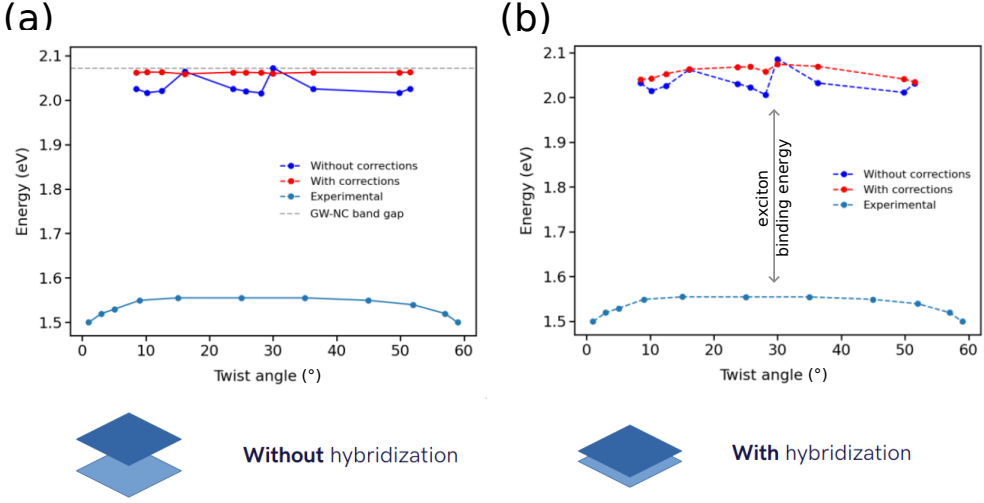 (a)
2.1
2.0
1.9
1.8
1.7
1.6
1.5
Energy (eV)
Without corrections
With corrections
Experimental
GW-NC band gap
0 10 20 30 40 50 60
Twist angle (°)
Without hybridization
(b)
2.1
2.0
1.9
1.8
1.7
1.6
1.5
Energy (eV)
exciton
binding energy
Without corrections
With corrections
Experimental
0 10 20 30 40 50 60
Twist angle (°)
With hybridization